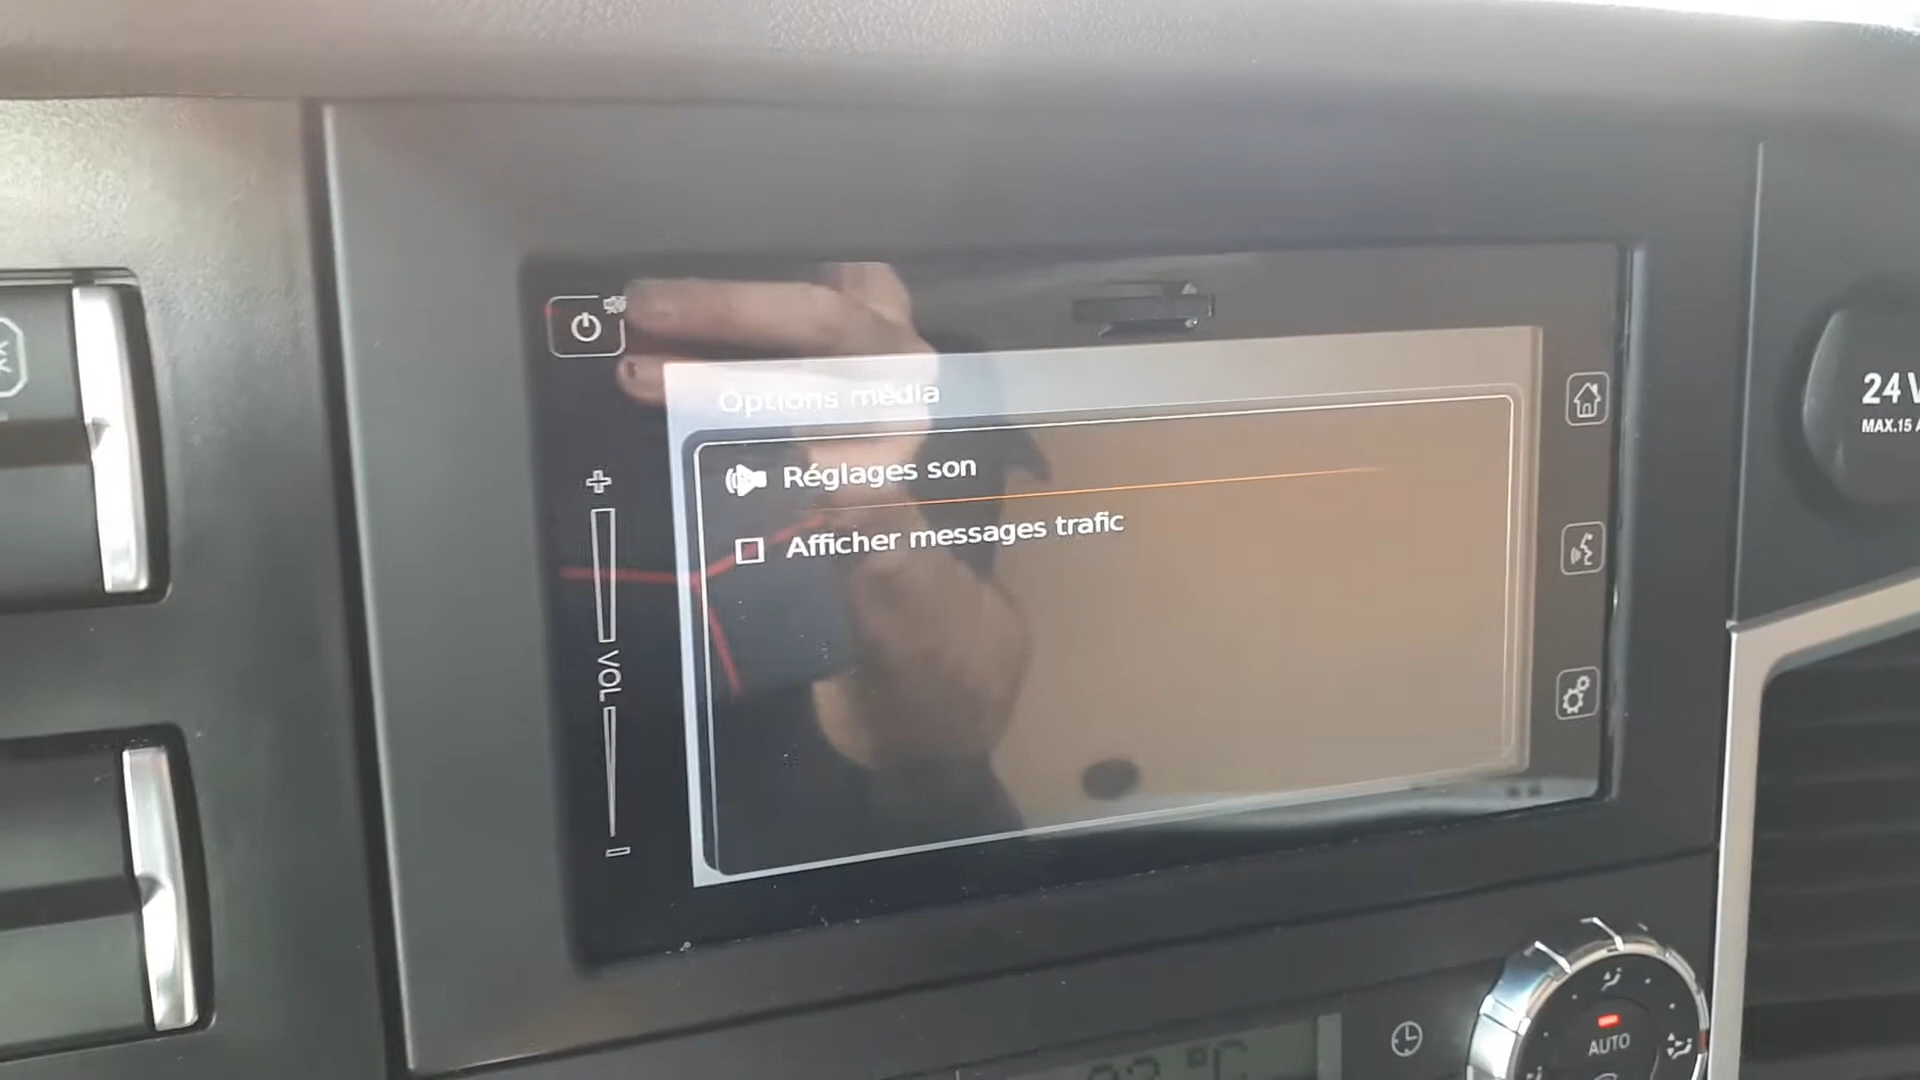 Options média
Réglages son
Afficher messages trafic
VOL
24 V
MAX.15 A
°C
AUTO